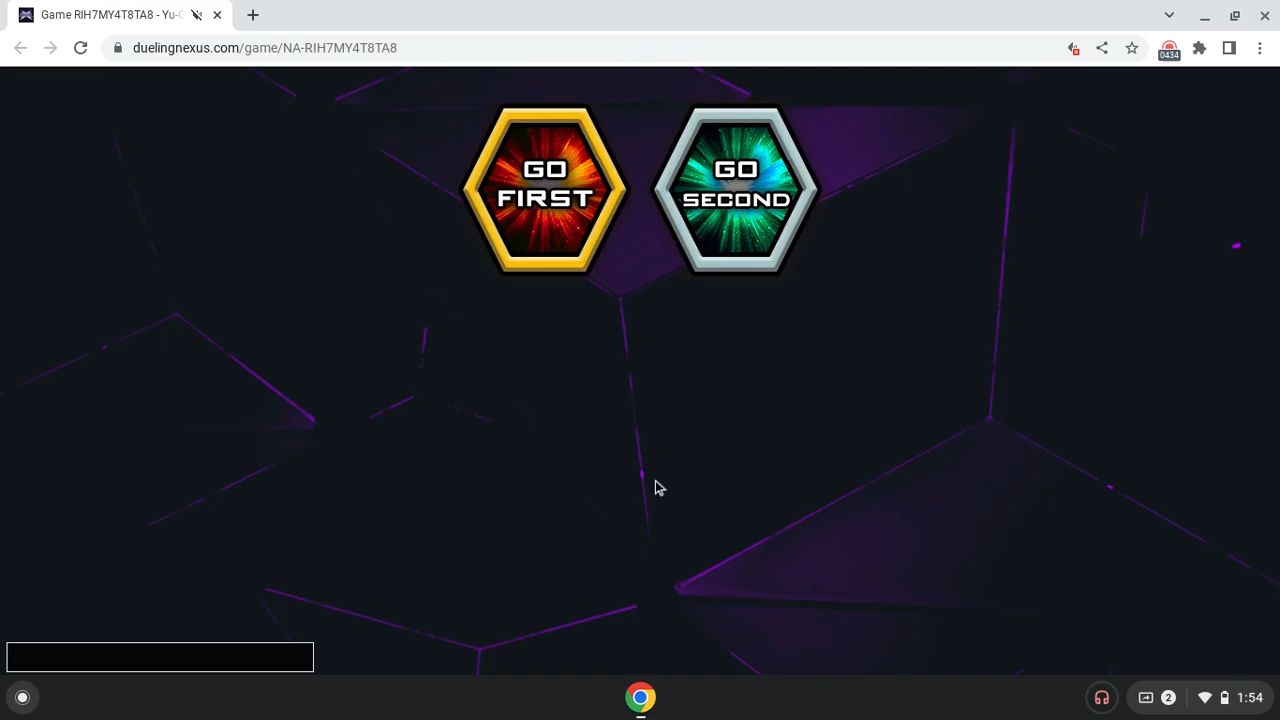 Game RIH7MY4T8TA8 - Yu-G
duelingnexus.com/game/NA-RIH7MY4T8TA8
0434
GO
FIRST
GO
SECOND
2
1:54